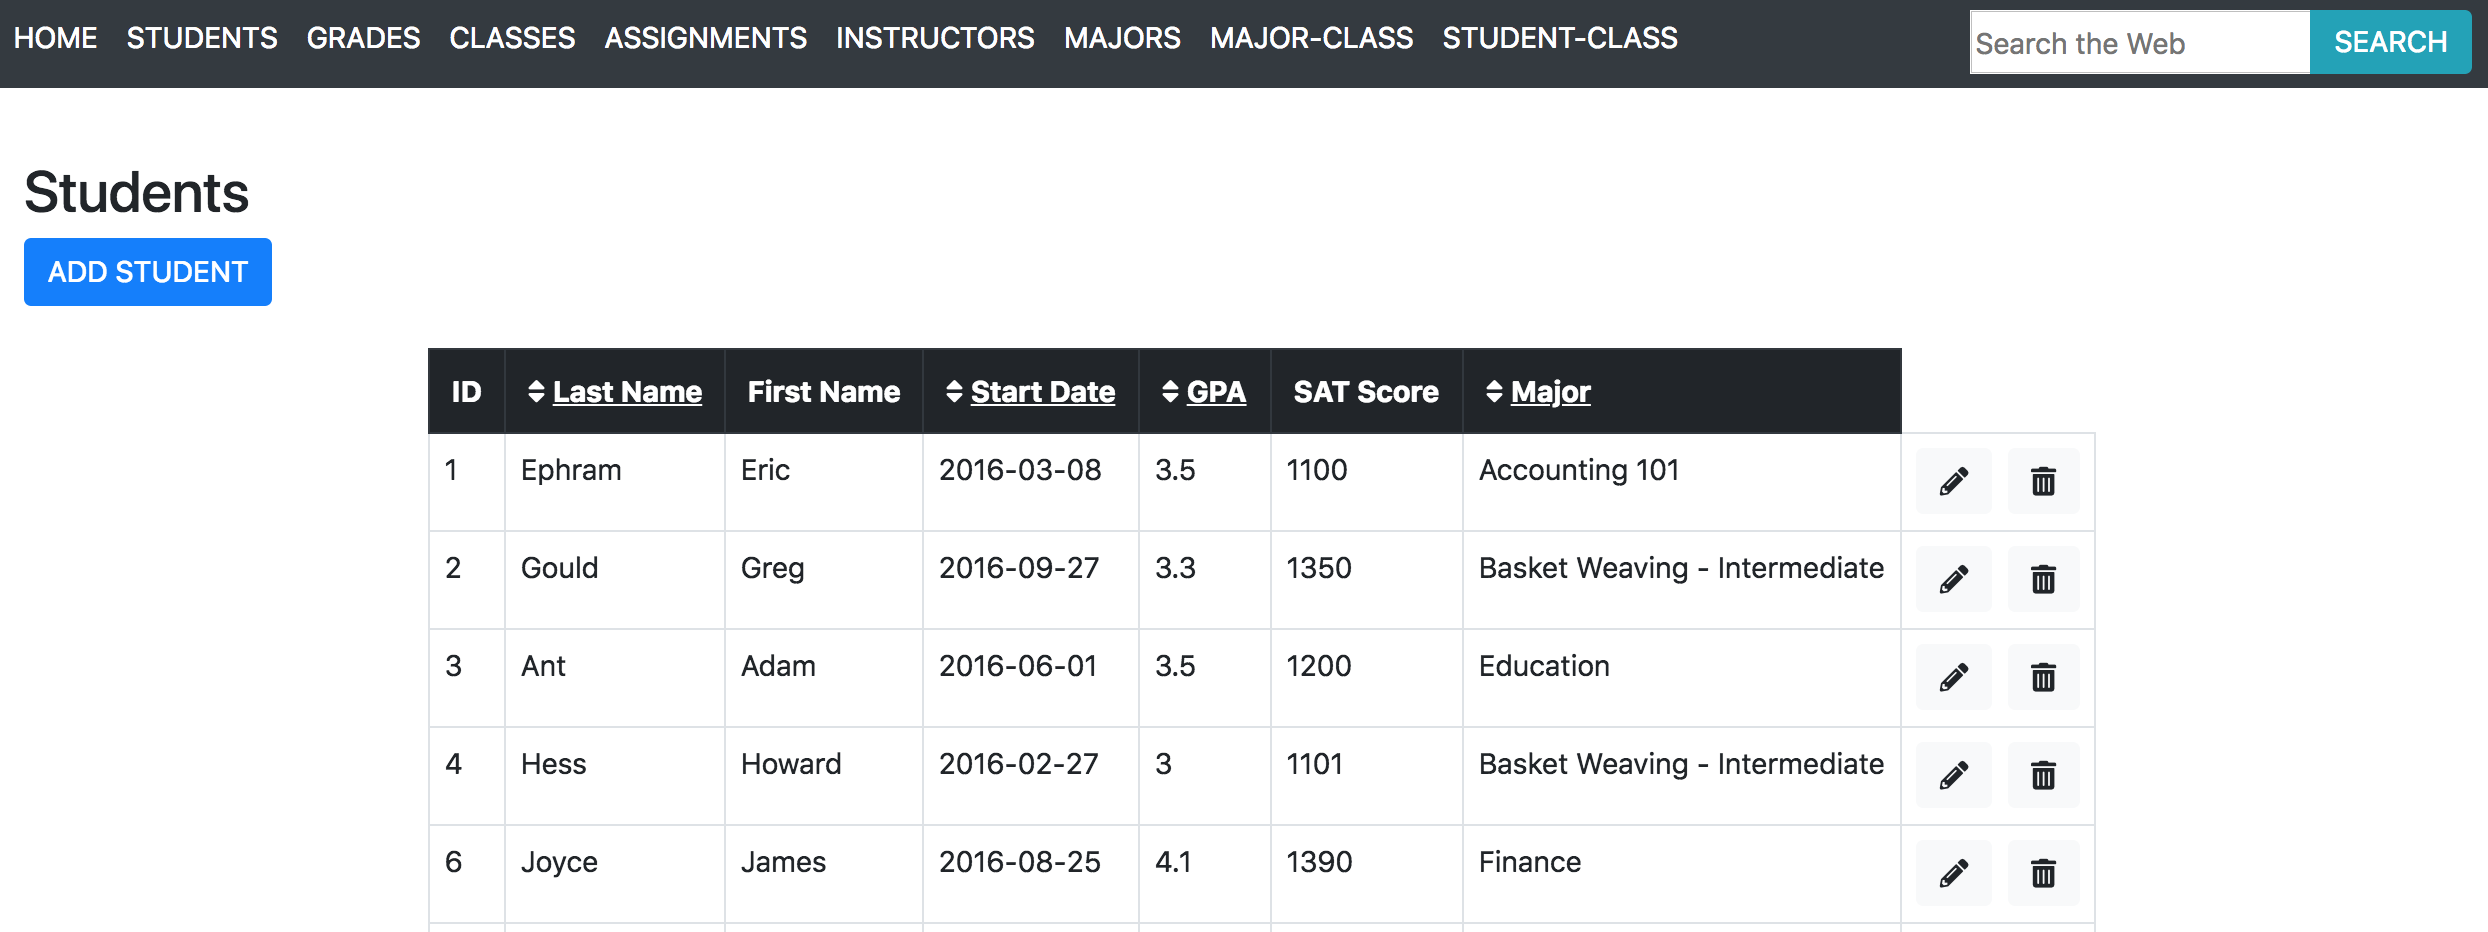 HOME STUDENTS GRADES CLASSES ASSIGNMENTS INSTRUCTORS MAJORS MAJOR-CLASS STUDENT-CLASS Search the Web SEARCH
Students
ADD STUDENT
ID Last Name First Name Start Date GPA SAT Score Major
1 Ephram Eric 2016-03-08 3.5 1100 Accounting 101
2 Gould Greg 2016-09-27 3.3 1350 Basket Weaving - Intermediate
3 Ant Adam 2016-06-01 3.5 1200 Education
4 Hess Howard 2016-02-27 3 1101 Basket Weaving - Intermediate
6 Joyce James 2016-08-25 4.1 1390 Finance